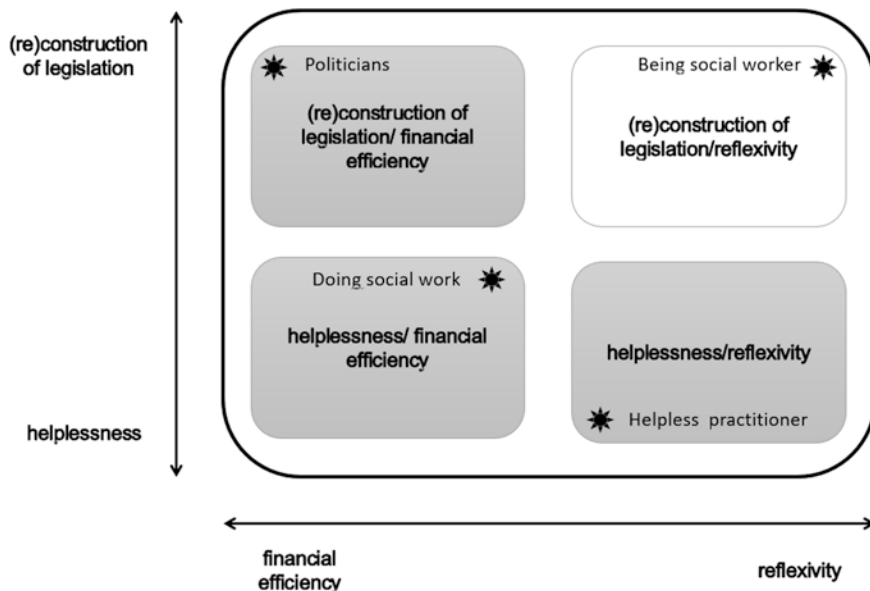 (re)construction
of legislation
Politicians
(re)construction of
legislation/ financial
efficiency
Being social worker
(re)construction of
legislation/reflexivity
Doing social work
helplessness/ financial
efficiency
helplessness/reflexivity
Helpless practitioner
helplessness
financial
efficiency
reflexivity